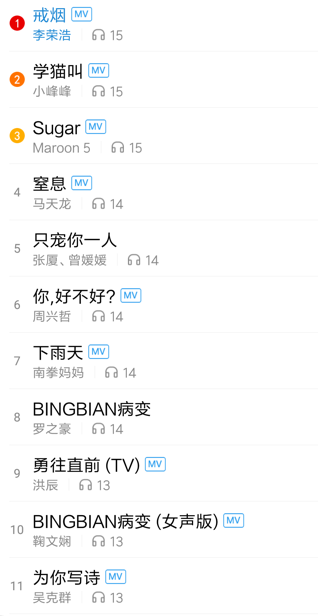 戒烟 MV
1
李荣浩 15
学猫叫 MV
2
小峰峰 15
Sugar MV
3
Maroon 5 15
窒息 MV
4
马天龙 14
只宠你一人
5
张厦、曾媛媛 14
你,好不好? MV
6
周兴哲 14
下雨天 MV
7
南拳妈妈 14
BINGBIAN病变
8
罗之豪 14
勇往直前 (TV) MV
9
洪辰 13
BINGBIAN病变 (女声版) MV
10
鞠文娴 13
为你写诗 MV
11
吴克群 13